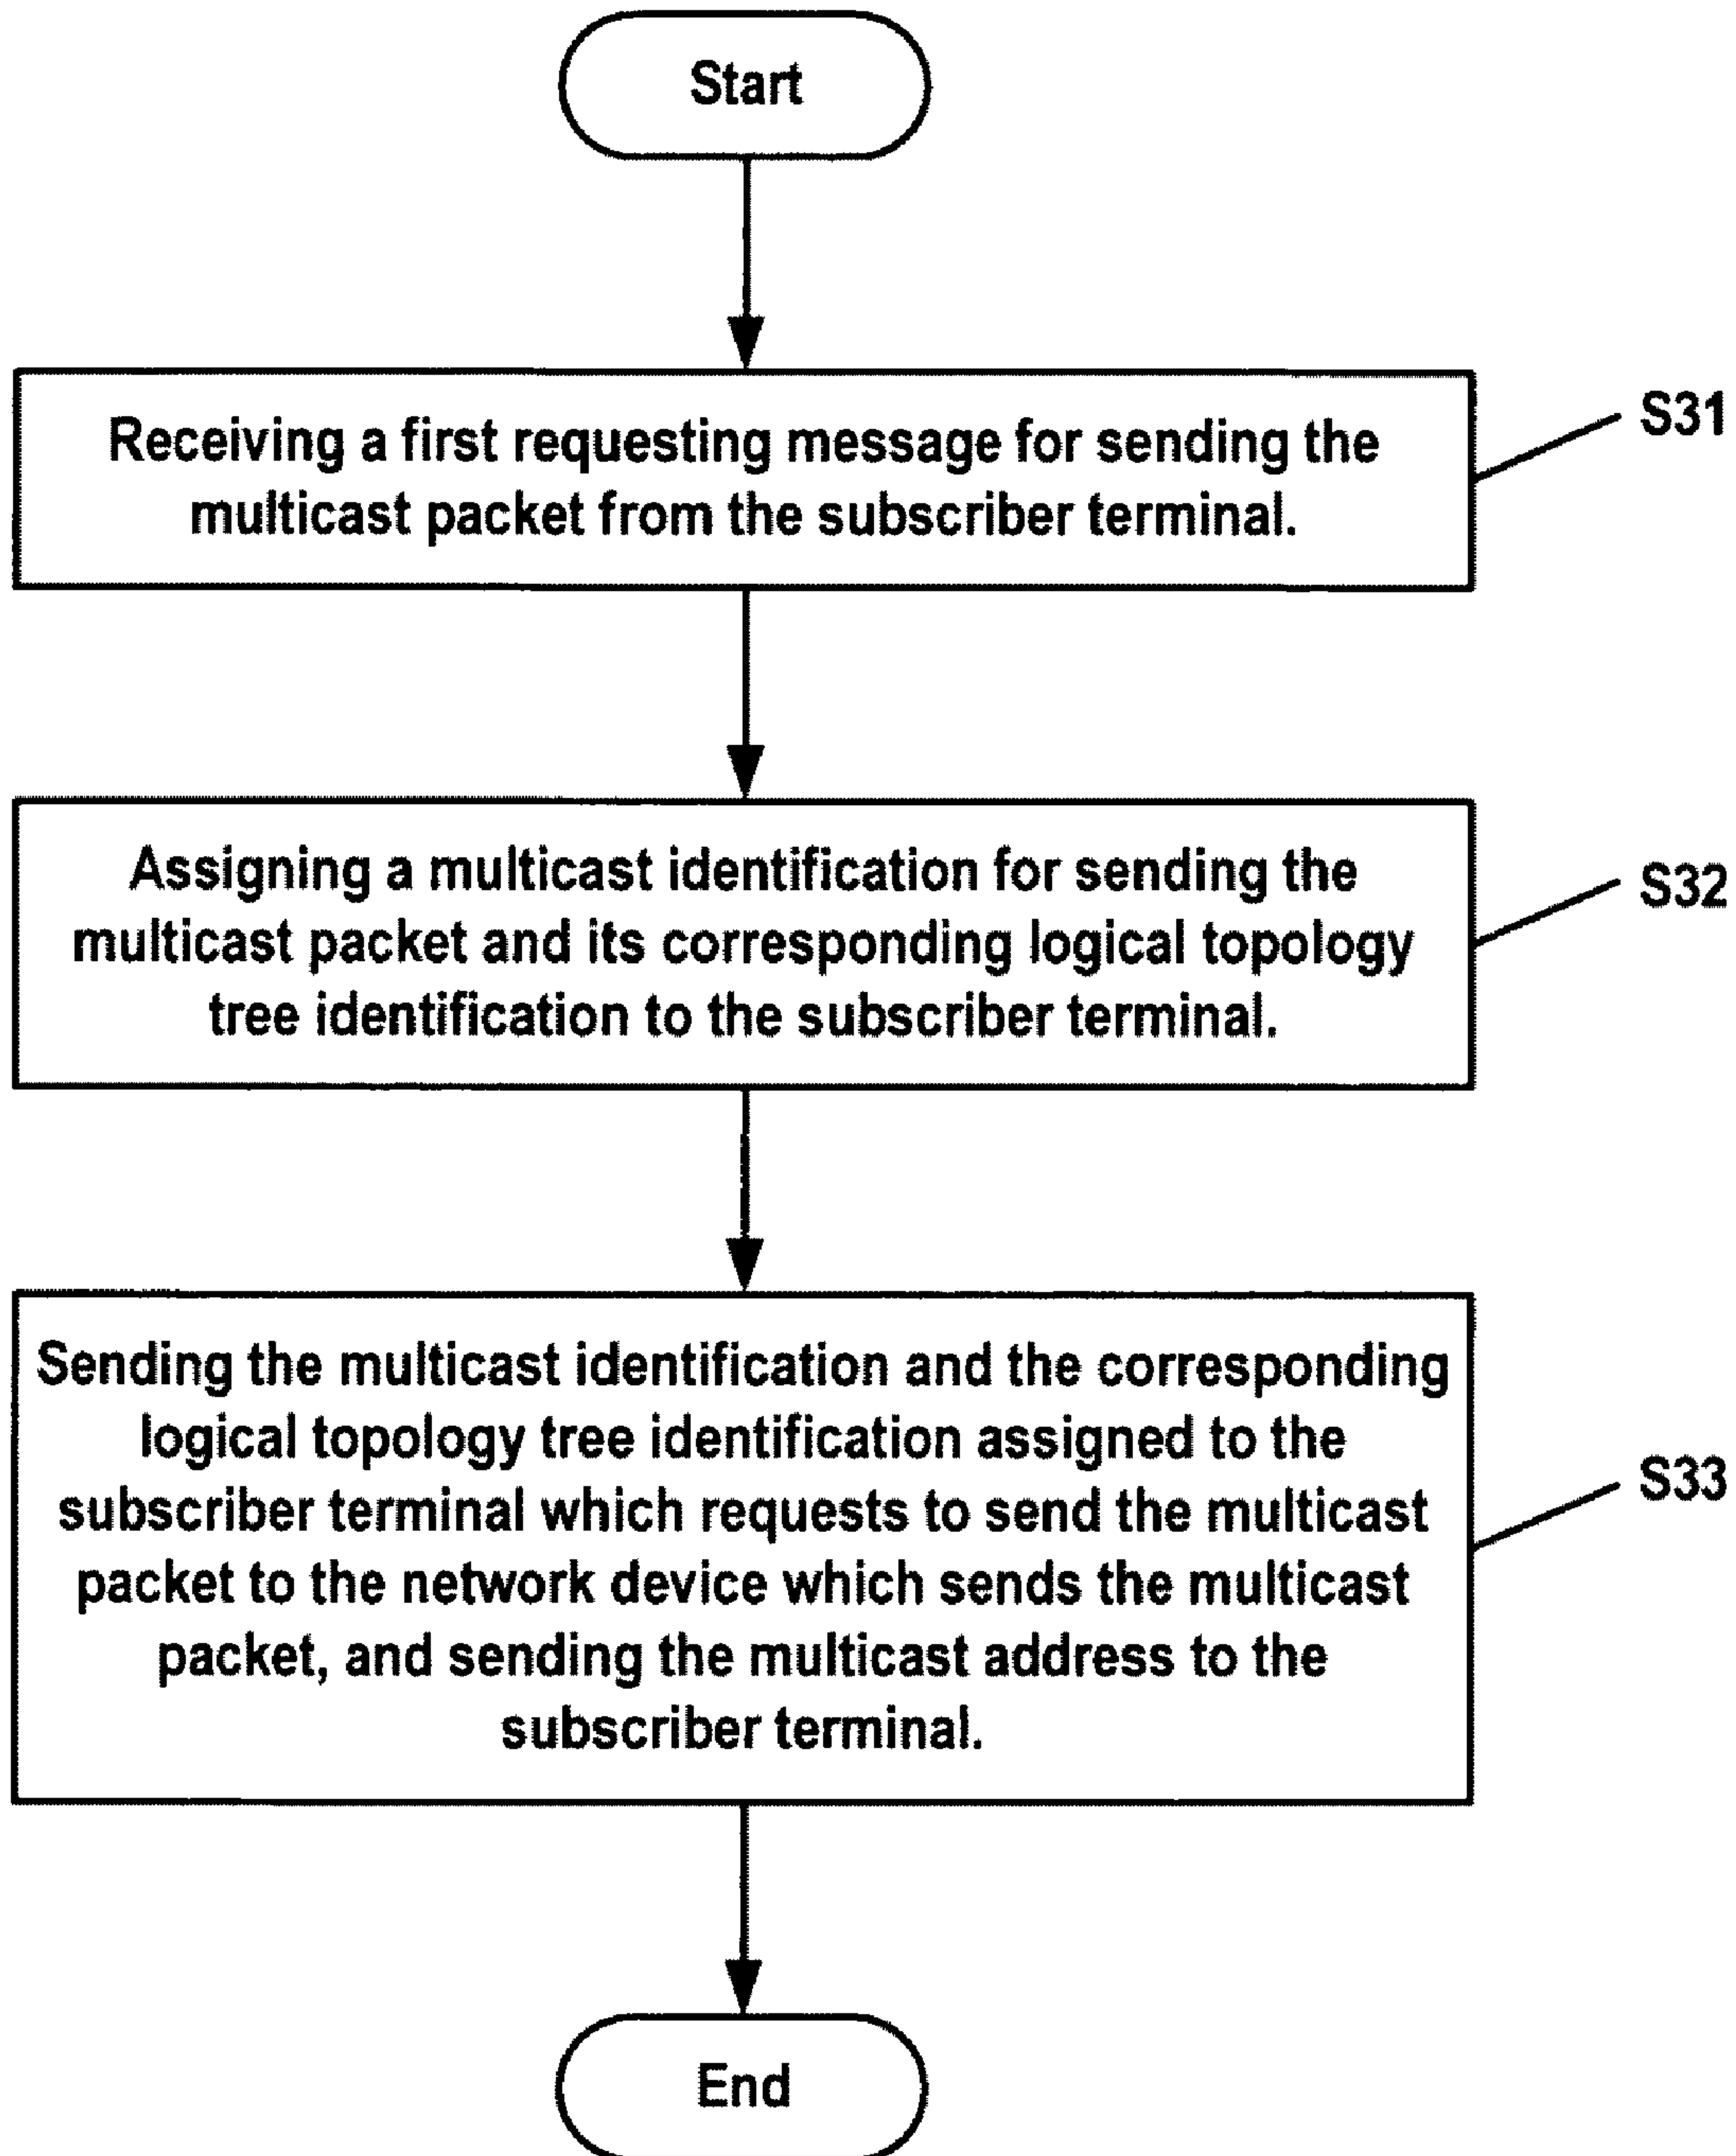 Start
Receiving a first requesting message for sending the
multicast packet from the subscriber terminal.
S31
Assigning a multicast identification for sending the
multicast packet and its corresponding logical topology
tree identification to the subscriber terminal.
S32
Sending the multicast identification and the corresponding
logical topology tree identification assigned to the
subscriber terminal which requests to send the multicast
packet to the network device which sends the multicast
packet, and sending the multicast address to the
subscriber terminal.
S33
End